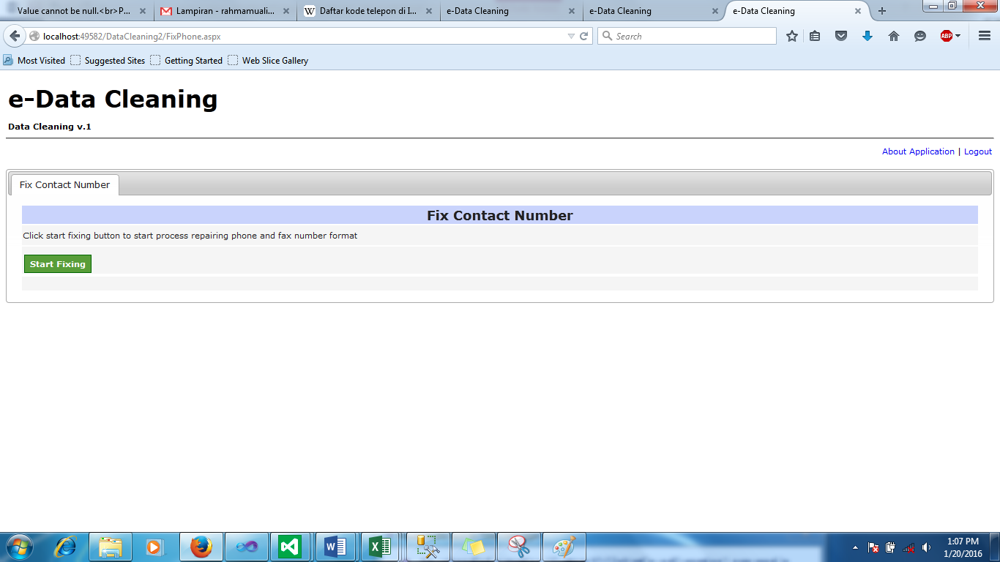 Value cannot be null.<br>P...
Lampiran - rahmamuali...
Daftar kode telepon di I...
e-Data Cleaning
e-Data Cleaning
e-Data Cleaning
localhost:49582/DataCleaning2/FixPhone.aspx
Search
ABP
Most Visited
Suggested Sites
Getting Started
Web Slice Gallery
e-Data Cleaning
Data Cleaning v.1
About Application | Logout
Fix Contact Number
Fix Contact Number
Click start fixing button to start process repairing phone and fax number format
Start Fixing
1:07 PM
1/20/2016